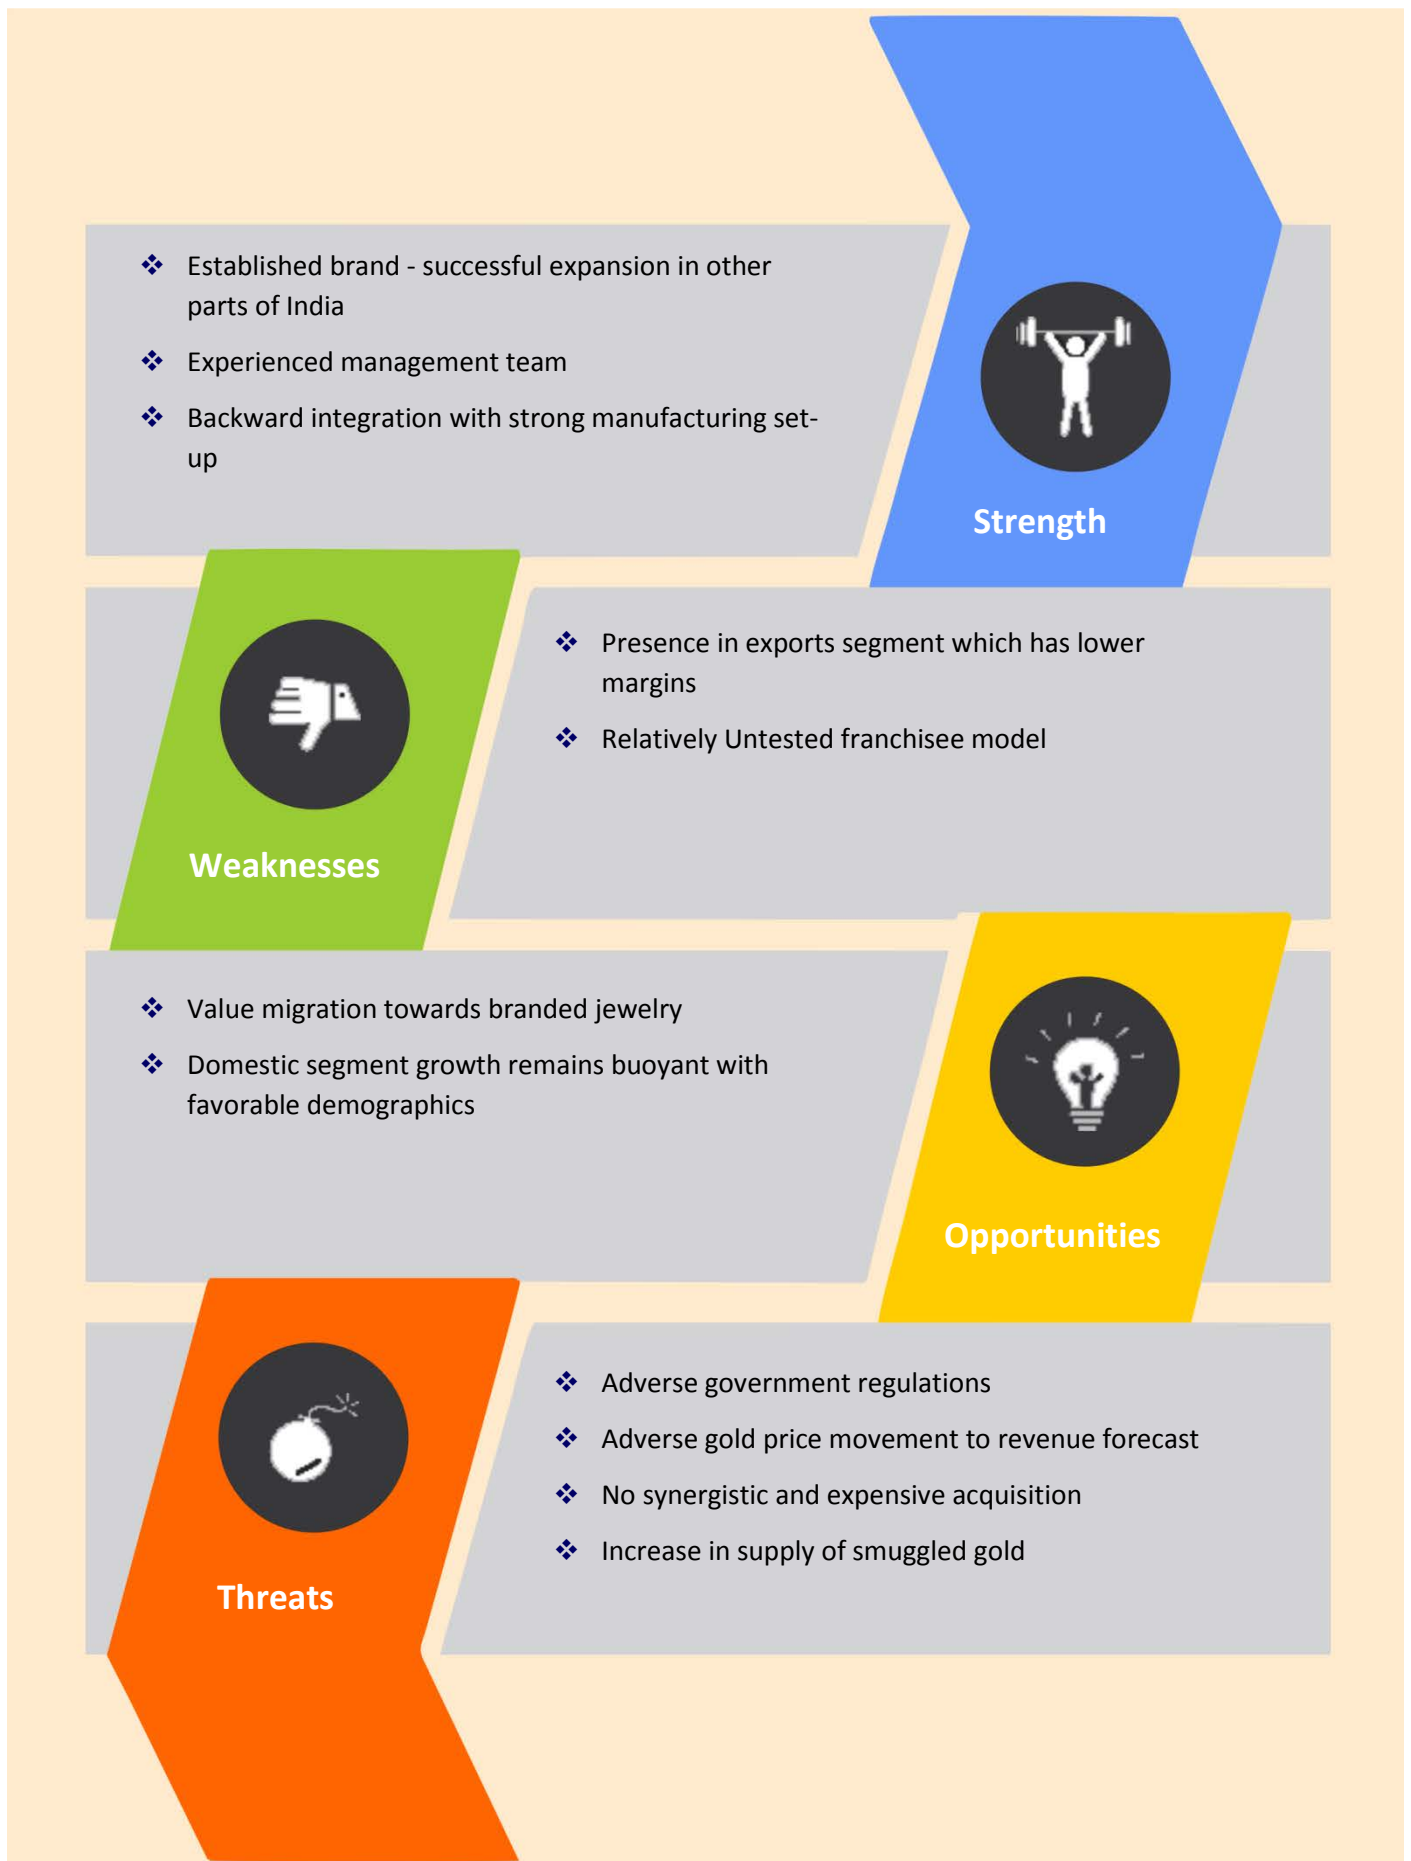 ❖ Established brand - successful expansion in other
parts of India
❖ Experienced management team
❖ Backward integration with strong manufacturing set-
up
Strength
❖ Presence in exports segment which has lower
margins
❖ Relatively Untested franchisee model
Weaknesses
❖ Value migration towards branded jewelry
❖ Domestic segment growth remains buoyant with
favorable demographics
Opportunities
❖ Adverse government regulations
❖ Adverse gold price movement to revenue forecast
❖ No synergistic and expensive acquisition
❖ Increase in supply of smuggled gold
Threats